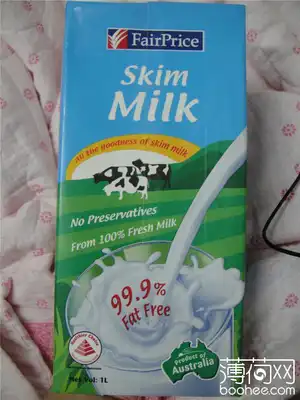 FairPrice
Skim
Milk
All the goodness of skim milk
No Preservatives
From 100% Fresh Milk
99.9%
Fat Free
Product of
Australia
Nett Vol: 1L
薄荷网
boohee.com